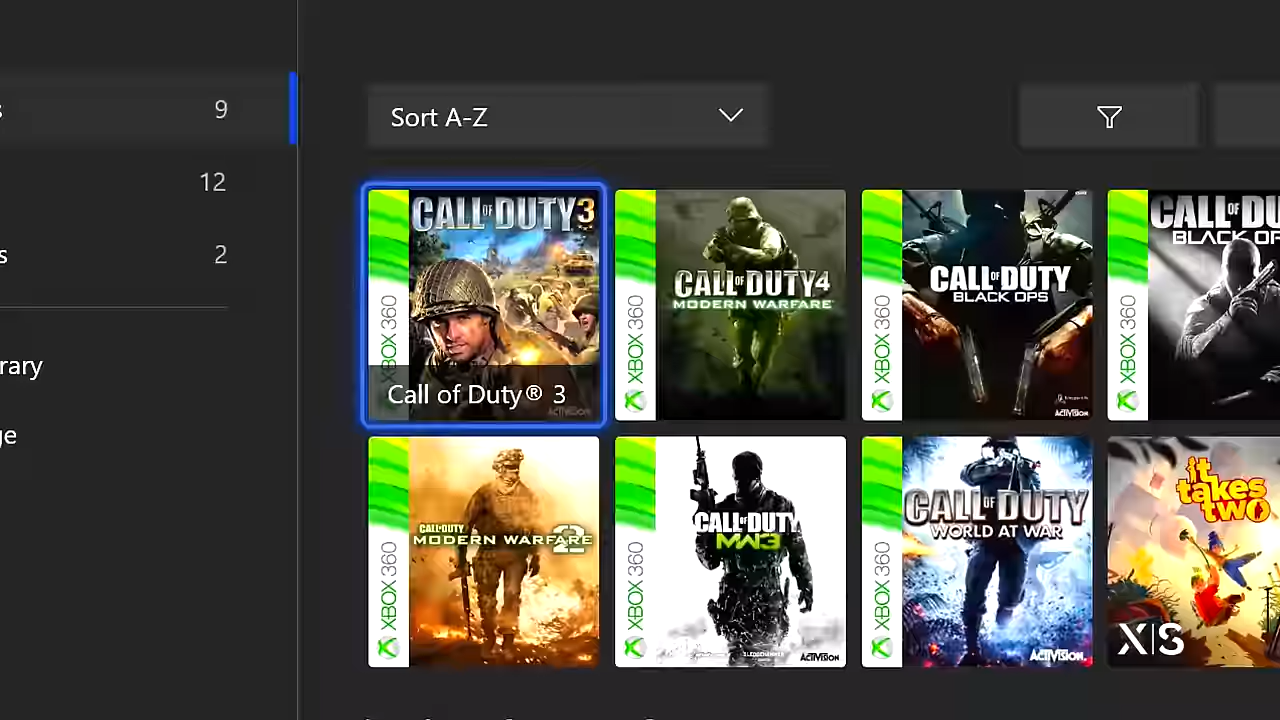 s 9
Sort A-Z
12
s 2
rary
ge
CALL OF DUTY 3
XBOX 360
Call of Duty® 3
ACTIVISION
CALL OF DUTY 4
MODERN WARFARE
XBOX 360
CALL OF DUTY
BLACK OPS
XBOX 360
ACTIVISION
CALL OF DU
BLACK OP
XBOX 360
CALL OF DUTY
MODERN WARFARE 2
XBOX 360
CALL OF DUTY
MW3
XBOX 360
ACTIVISION
CALL OF DUTY
WORLD AT WAR
XBOX 360
ACTIVISION
it
takes
two
X|S